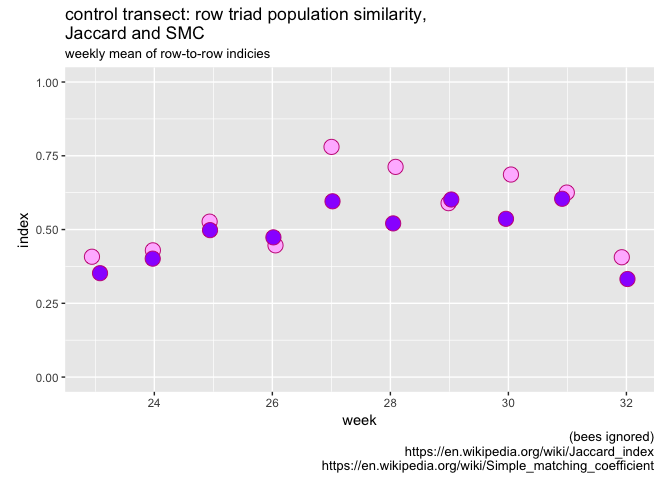 control transect: row triad population similarity,
Jaccard and SMC
weekly mean of row-to-row indicies
1.00
0.75
0.50
0.25
0.00
index
24 26 28 30 32
week
(bees ignored)
https://en.wikipedia.org/wiki/Jaccard_index
https://en.wikipedia.org/wiki/Simple_matching_coefficient